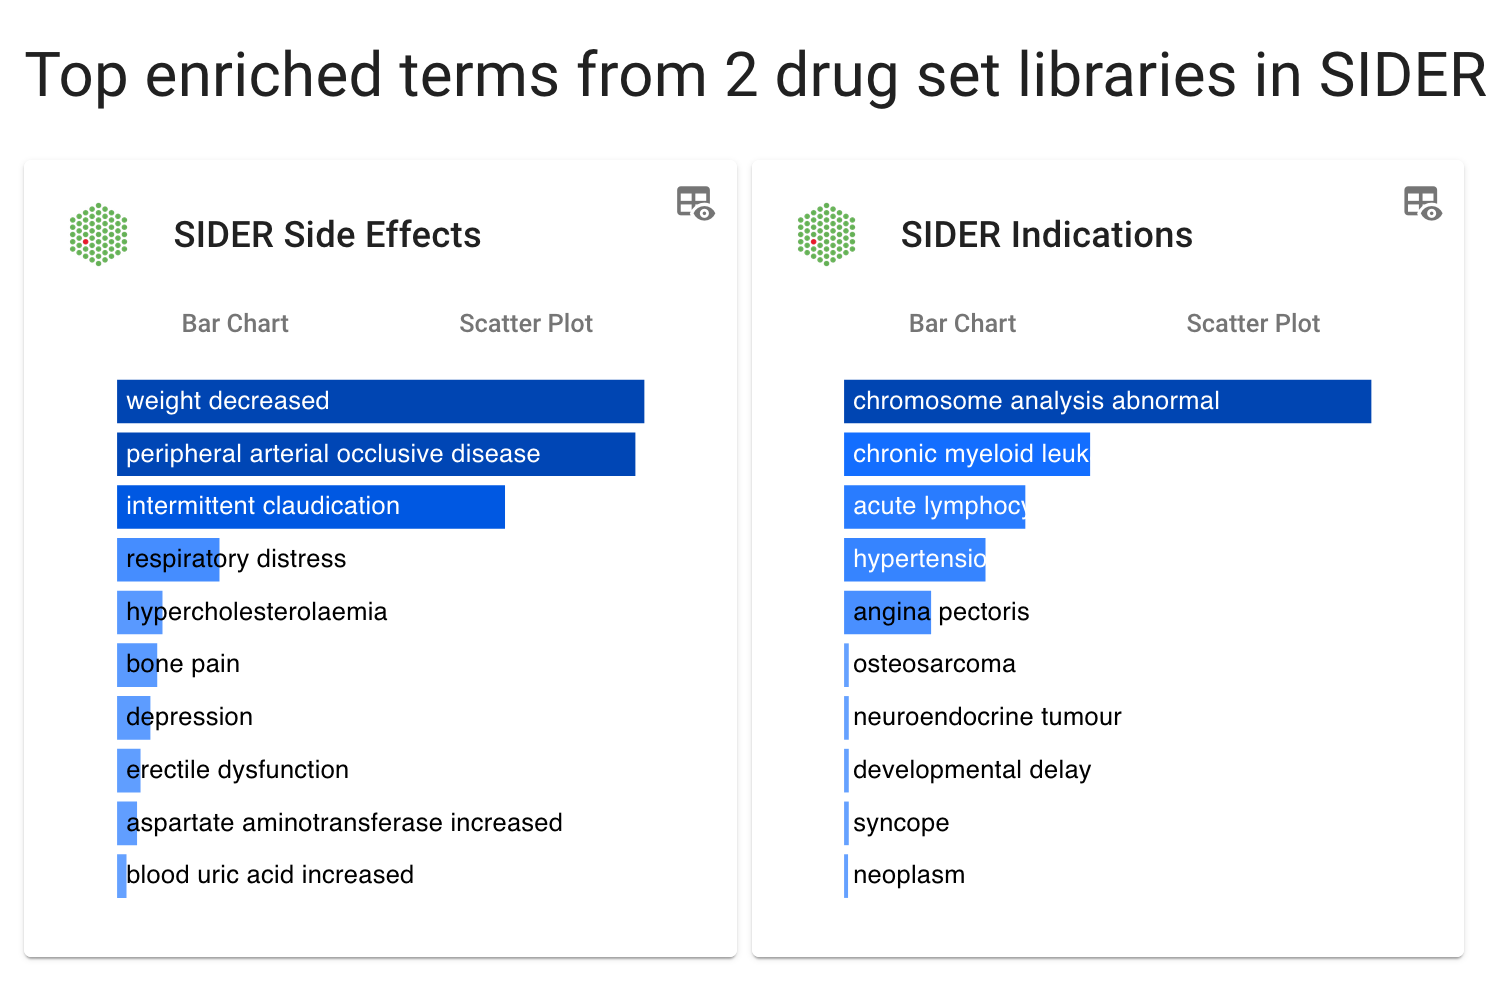 Top enriched terms from 2 drug set libraries in SIDER
SIDER Side Effects
Bar Chart
Scatter Plot
weight decreased
peripheral arterial occlusive disease
intermittent claudication
respiratory distress
hypercholesterolaemia
bone pain
depression
erectile dysfunction
aspartate aminotransferase increased
blood uric acid increased
SIDER Indications
Bar Chart
Scatter Plot
chromosome analysis abnormal
chronic myeloid leuk
acute lymphocy
hypertensio
angina pectoris
osteosarcoma
neuroendocrine tumour
developmental delay
syncope
neoplasm